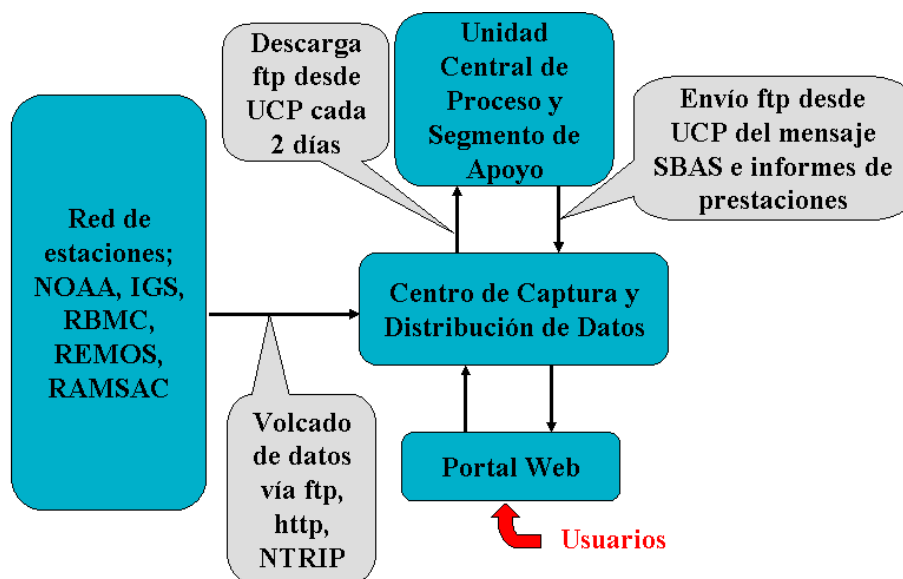 Descarga
ftp desde
UCP cada
2 días
Unidad
Central de
Proceso y
Segmento de
Apoyo
Envío ftp desde
UCP del mensaje
SBAS e informes de
prestaciones
Red de
estaciones;
NOAA, IGS,
RBMC,
REMOS,
RAMSAC
Centro de Captura y
Distribución de Datos
Volcado
de datos
vía ftp,
http,
NTRIP
Portal Web
Usuarios